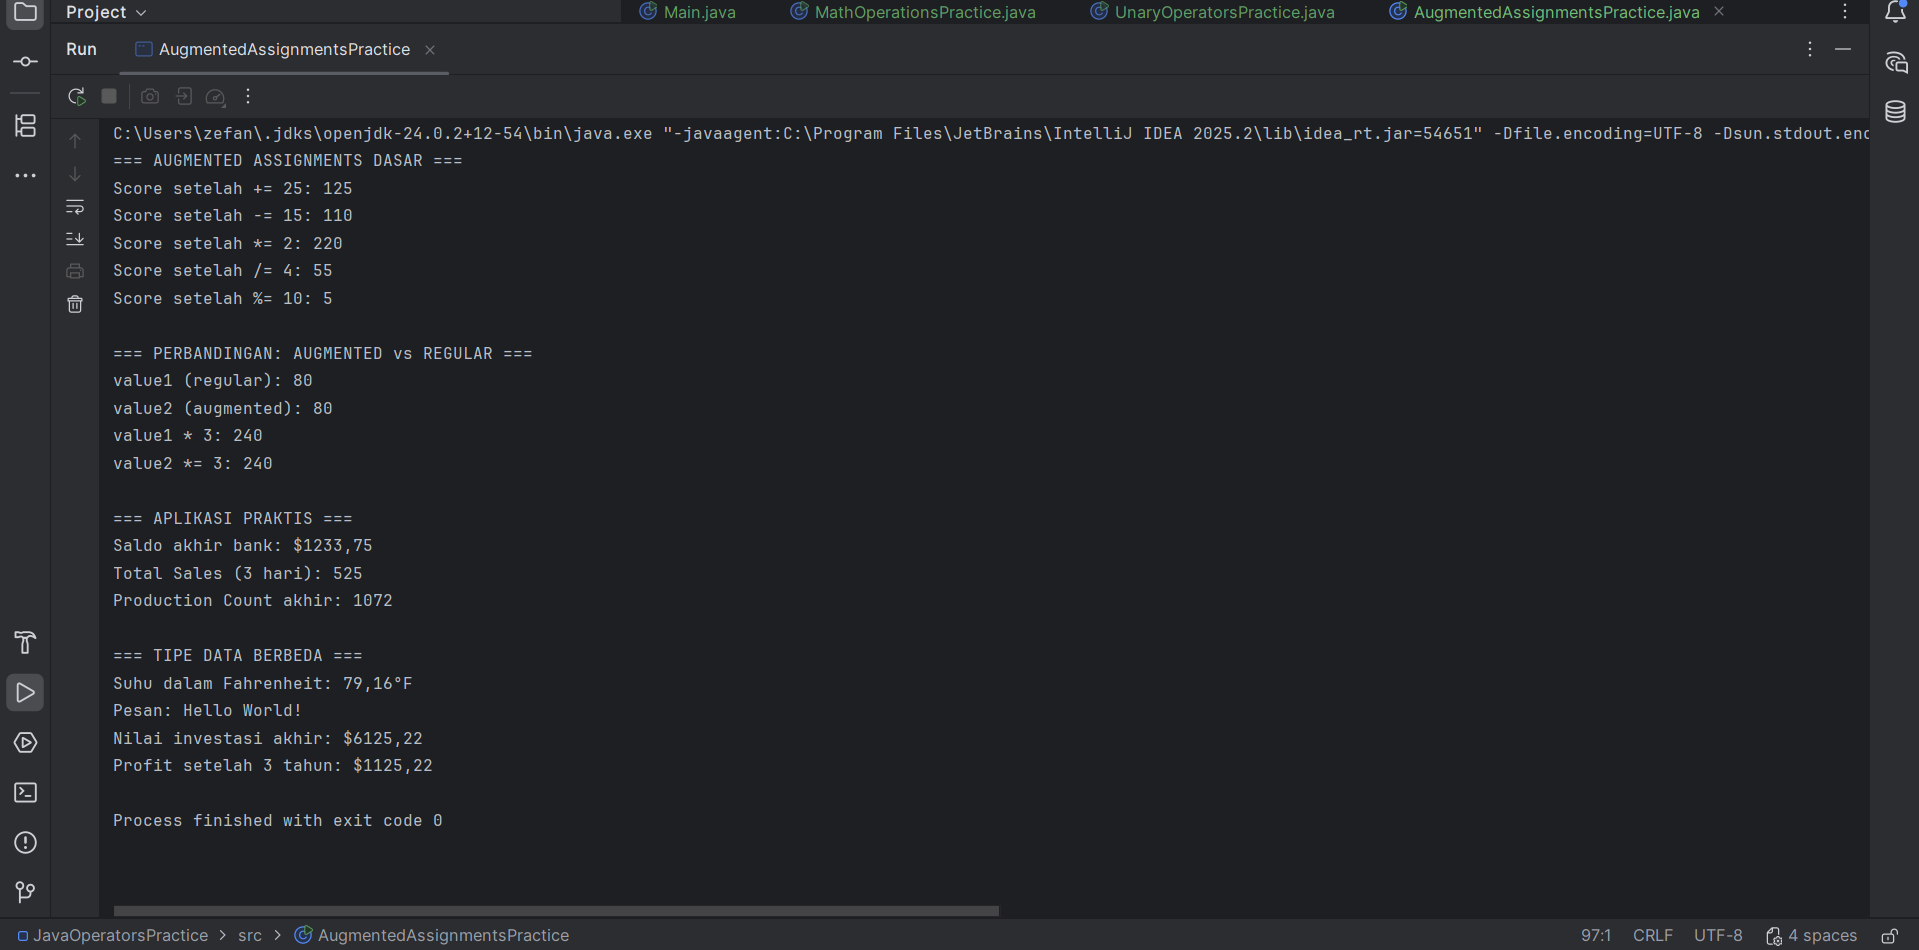 Project
Main.java
MathOperationsPractice.java
UnaryOperatorsPractice.java
AugmentedAssignmentsPractice.java
Run
AugmentedAssignmentsPractice
C:\Users\zefan\.jdks\openjdk-24.0.2+12-54\bin\java.exe "-javaagent:C:\Program Files\JetBrains\IntelliJ IDEA 2025.2\lib\idea_rt.jar=54651" -Dfile.encoding=UTF-8 -Dsun.stdout.enc
=== AUGMENTED ASSIGNMENTS DASAR ===
Score setelah += 25: 125
Score setelah -= 15: 110
Score setelah *= 2: 220
Score setelah /= 4: 55
Score setelah %= 10: 5
=== PERBANDINGAN: AUGMENTED vs REGULAR ===
value1 (regular): 80
value2 (augmented): 80
value1 * 3: 240
value2 *= 3: 240
=== APLIKASI PRAKTIS ===
Saldo akhir bank: $1233,75
Total Sales (3 hari): 525
Production Count akhir: 1072
=== TIPE DATA BERBEDA ===
Suhu dalam Fahrenheit: 79,16°F
Pesan: Hello World!
Nilai investasi akhir: $6125,22
Profit setelah 3 tahun: $1125,22
Process finished with exit code 0
JavaOperatorsPractice > src > AugmentedAssignmentsPractice
97:1 CRLF UTF-8 4 spaces